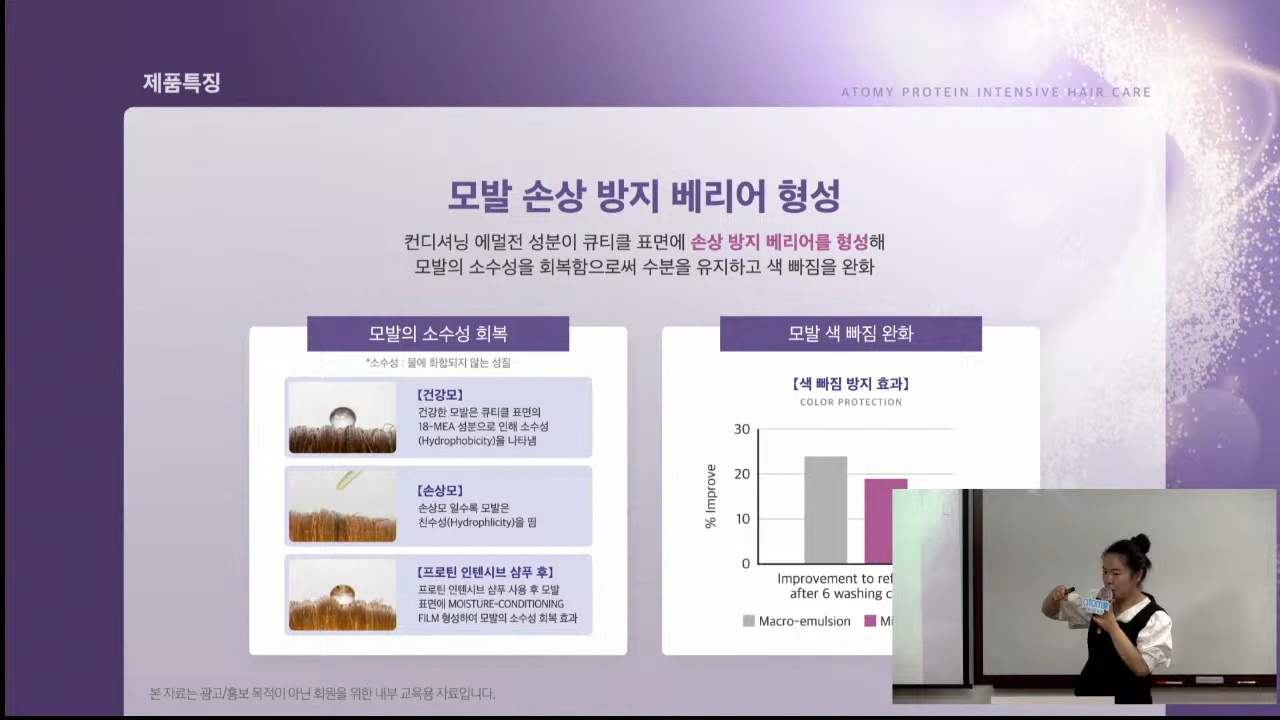 제품특징
ATOMY PROTEIN INTENSIVE HAIR CARE
모발 손상 방지 베리어 형성
컨디셔닝 에멀전 성분이 큐티클 표면에 손상 방지 베리어를 형성해
모발의 소수성을 회복함으로써 수분을 유지하고 색 빠짐을 완화
모발의 소수성 회복
*소수성 : 물에 화합되지 않는 성질
【건강모】
건강한 모발은 큐티클 표면의
18-MEA 성분으로 인해 소수성
(Hydrophobicity)을 나타냄
【손상모】
손상모 일수록 모발은
친수성(Hydrophlicity)을 띔
【프로틴 인텐시브 샴푸 후】
프로틴 인텐시브 샴푸 사용 후 모발
표면에 MOISTURE-CONDITIONING
FILM 형성하여 모발의 소수성 회복 효과
모발 색 빠짐 완화
【색 빠짐 방지 효과】
COLOR PROTECTION
30
20
10
0
% Improve
Improvement to
after 6 washing
Macro-emulsion
본 자료는 광고/홍보 목적이 아닌 회원을 위한 내부 교육용 자료입니다.
atom美